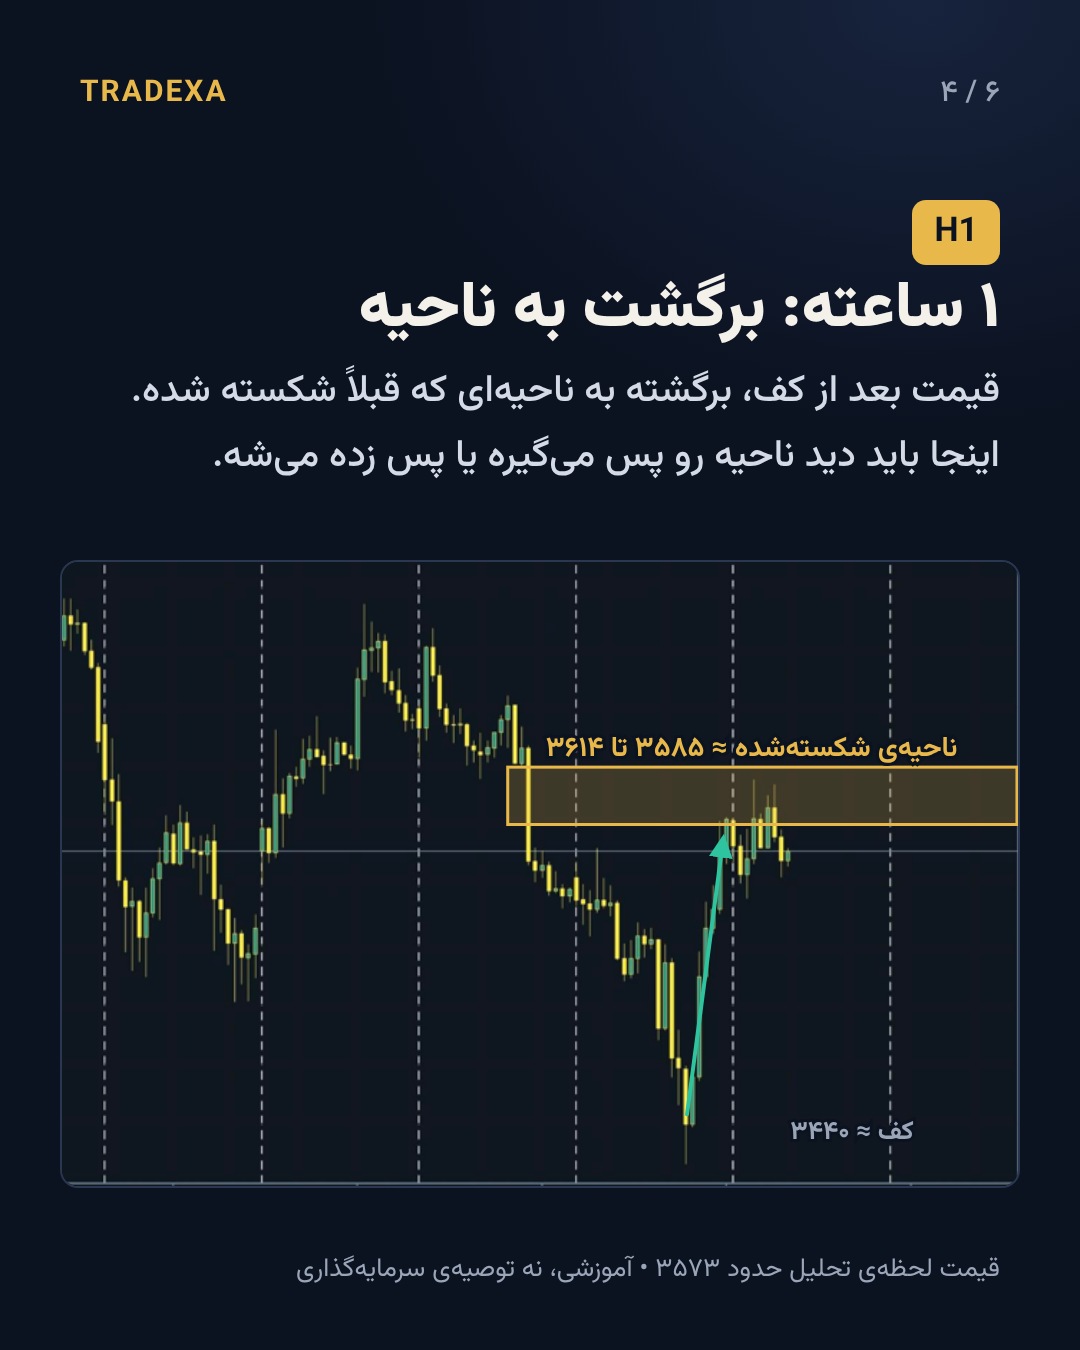 TRADEXA
۴ / ۶
H1
۱ ساعته: برگشت به ناحیه
قیمت بعد از کف، برگشته به ناحیه‌ای که قبلاً شکسته شده.
اینجا باید دید ناحیه رو پس می‌گیره یا پس زده می‌شه.
ناحیه‌ی شکسته‌شده ≈ ۳۵۸۵ تا ۳۶۱۴
کف ≈ ۳۴۴۰
قیمت لحظه‌ی تحلیل حدود ۳۵۷۳ • آموزشی، نه توصیه‌ی سرمایه‌گذاری